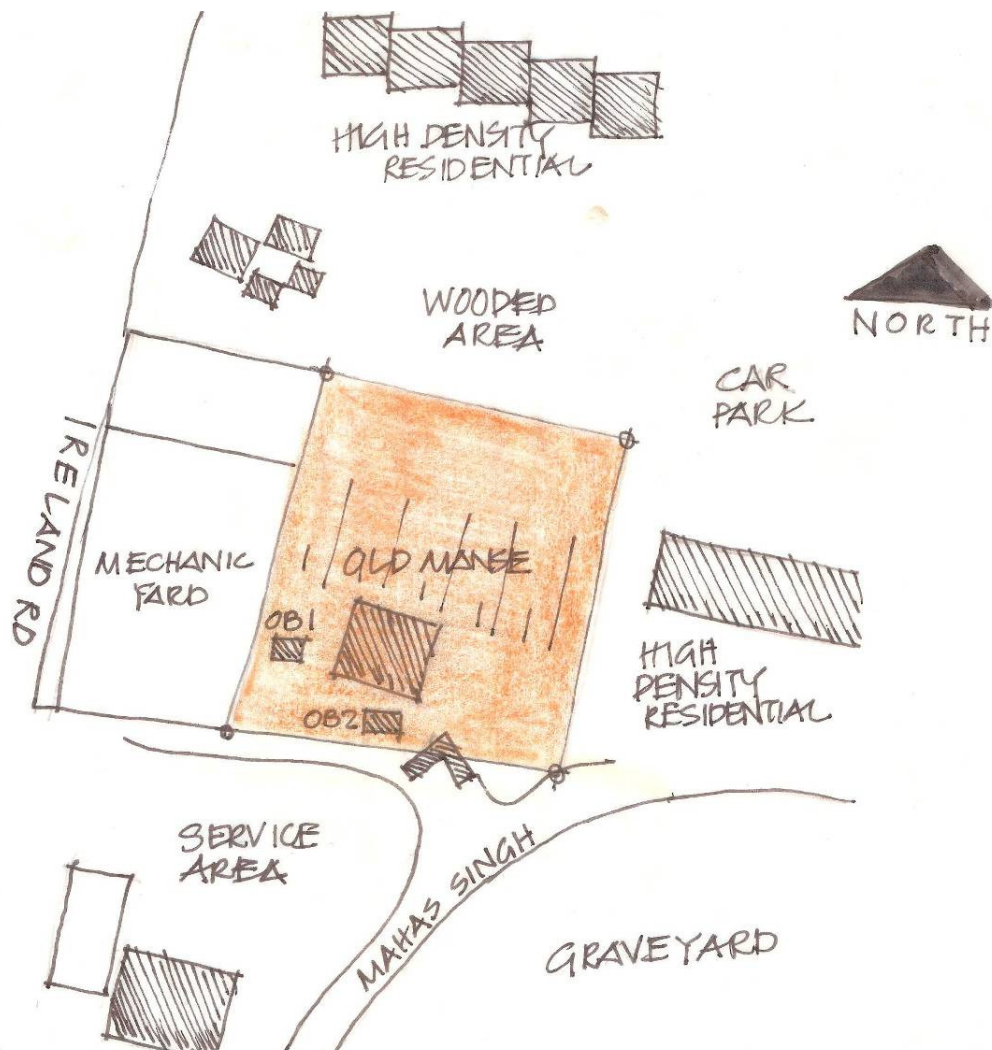 HIGH DENSITY
RESIDENTIAL
WOODED
AREA
NORTH
CAR
PARK
IRELAND RD
MECHANIC
FARD
OLD MANSE
OB1
OB2
HIGH
DENSITY
RESIDENTIAL
SERVICE
AREA
MAHAS SINGH
GRAVEYARD